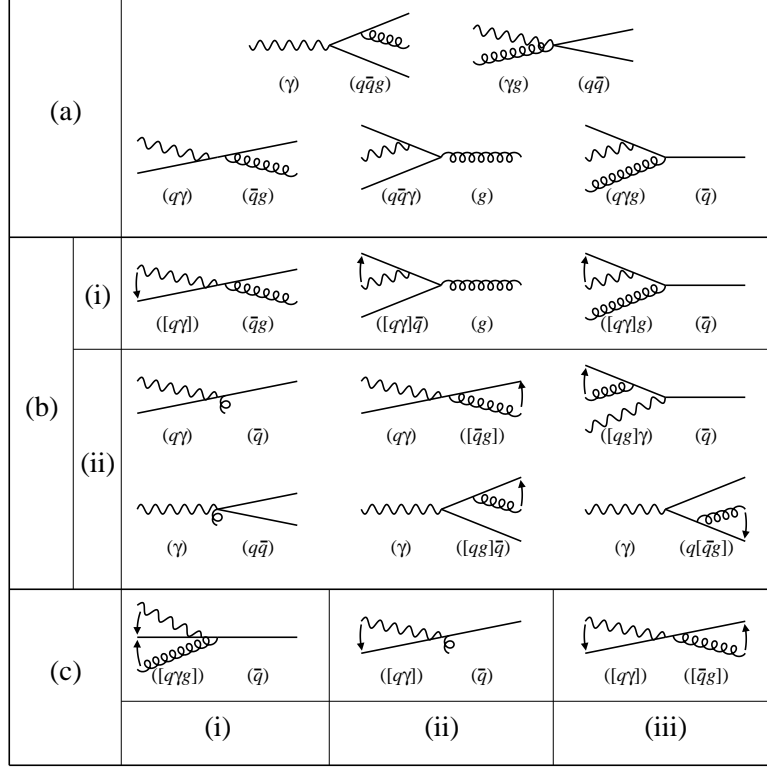 (γ) (qq̄g) (γg) (qq̄)
(a)
(qγ) (q̄g) (qq̄γ) (g) (qγg) (q̄)
(i)
([qγ]) (q̄g) ([qγ]q̄) (g) ([qγ]g) (q̄)
(b)
(ii)
(qγ) (q̄) (qγ) ([q̄g]) ([qg]γ) (q̄)
(γ) (qq̄) (γ) ([qg]q̄) (γ) (q[q̄g])
(c)
([qγg]) (q̄) ([qγ]) (q̄) ([qγ]) ([q̄g])
(i) (ii) (iii)